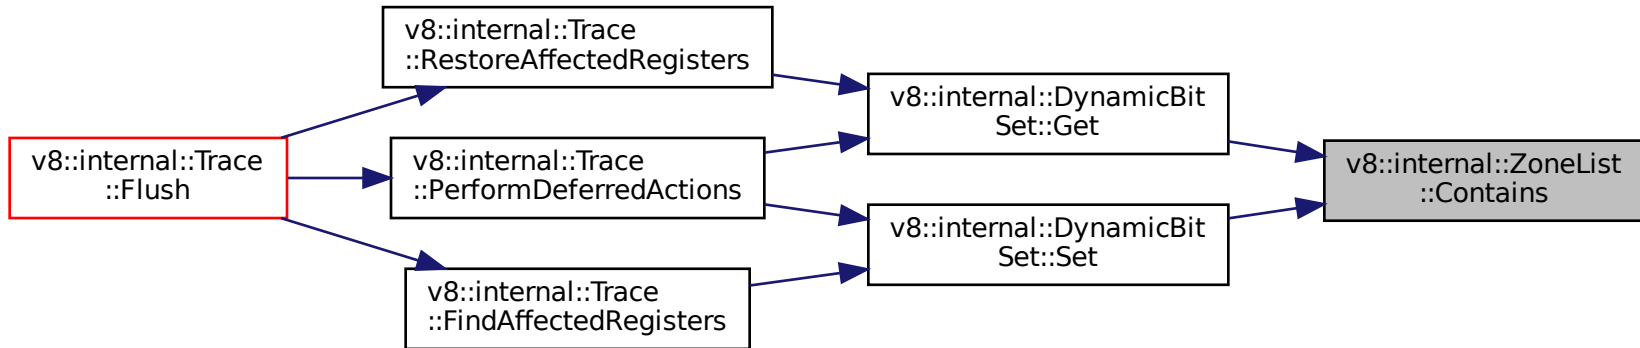 v8::internal::Trace
::Flush
v8::internal::Trace
::RestoreAffectedRegisters
v8::internal::Trace
::PerformDeferredActions
v8::internal::Trace
::FindAffectedRegisters
v8::internal::DynamicBit
Set::Get
v8::internal::DynamicBit
Set::Set
v8::internal::ZoneList
::Contains